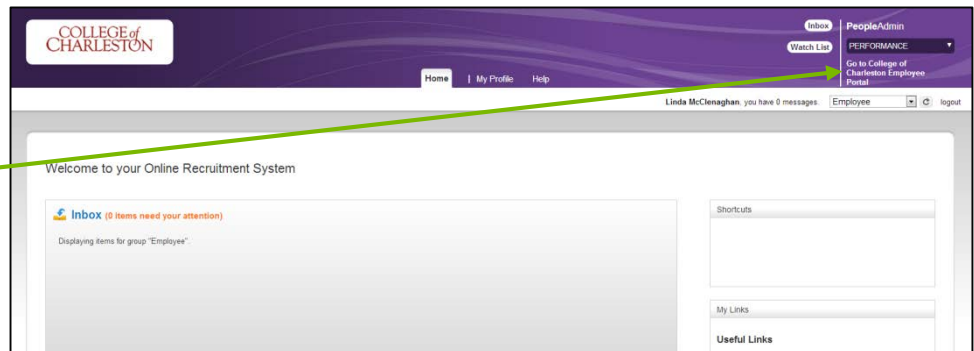 COLLEGE of
CHARLESTON
Inbox
PeopleAdmin
Watch List
PERFORMANCE
Go to College of
Charleston Employee
Portal
Home | My Profile Help
Linda McClenaghan, you have 0 messages. Employee logout
Welcome to your Online Recruitment System
Inbox (0 items need your attention)
Displaying items for group "Employee".
Shortcuts
My Links
Useful Links